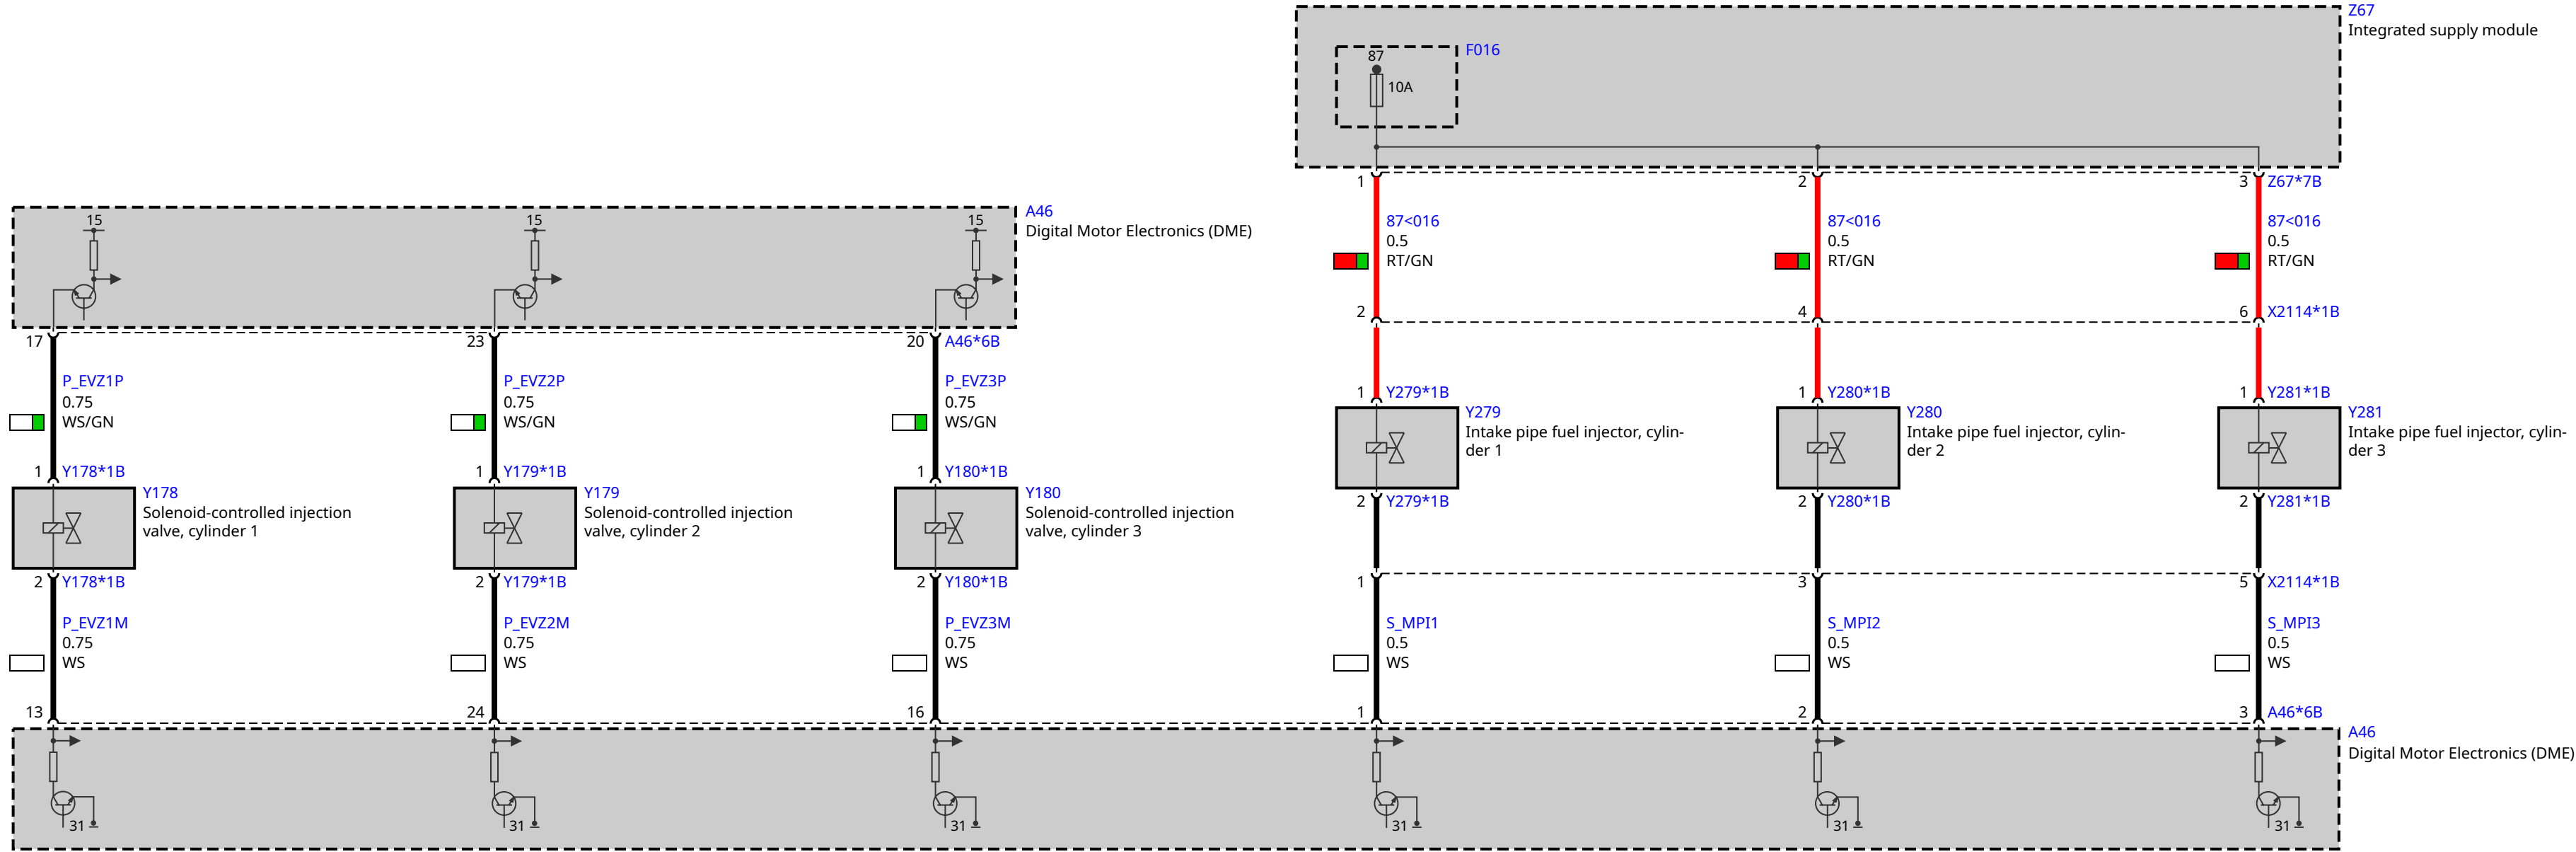 Z67
Integrated supply module
F016
87
10A
1
2
3
Z67*7B
87<016
0.5
RT/GN
87<016
0.5
RT/GN
87<016
0.5
RT/GN
2
4
6
X2114*1B
A46
Digital Motor Electronics (DME)
15
15
15
17
23
20
A46*6B
P_EVZ1P
0.75
WS/GN
P_EVZ2P
0.75
WS/GN
P_EVZ3P
0.75
WS/GN
1
Y178*1B
1
Y179*1B
1
Y180*1B
Y178
Solenoid-controlled injection
valve, cylinder 1
Y179
Solenoid-controlled injection
valve, cylinder 2
Y180
Solenoid-controlled injection
valve, cylinder 3
2
Y178*1B
2
Y179*1B
2
Y180*1B
1
Y279*1B
1
Y280*1B
1
Y281*1B
Y279
Intake pipe fuel injector, cylin-
der 1
Y280
Intake pipe fuel injector, cylin-
der 2
Y281
Intake pipe fuel injector, cylin-
der 3
2
Y279*1B
2
Y280*1B
2
Y281*1B
1
3
5
X2114*1B
P_EVZ1M
0.75
WS
P_EVZ2M
0.75
WS
P_EVZ3M
0.75
WS
S_MPI1
0.5
WS
S_MPI2
0.5
WS
S_MPI3
0.5
WS
13
24
16
1
2
3
A46*6B
A46
Digital Motor Electronics (DME)
31
31
31
31
31
31